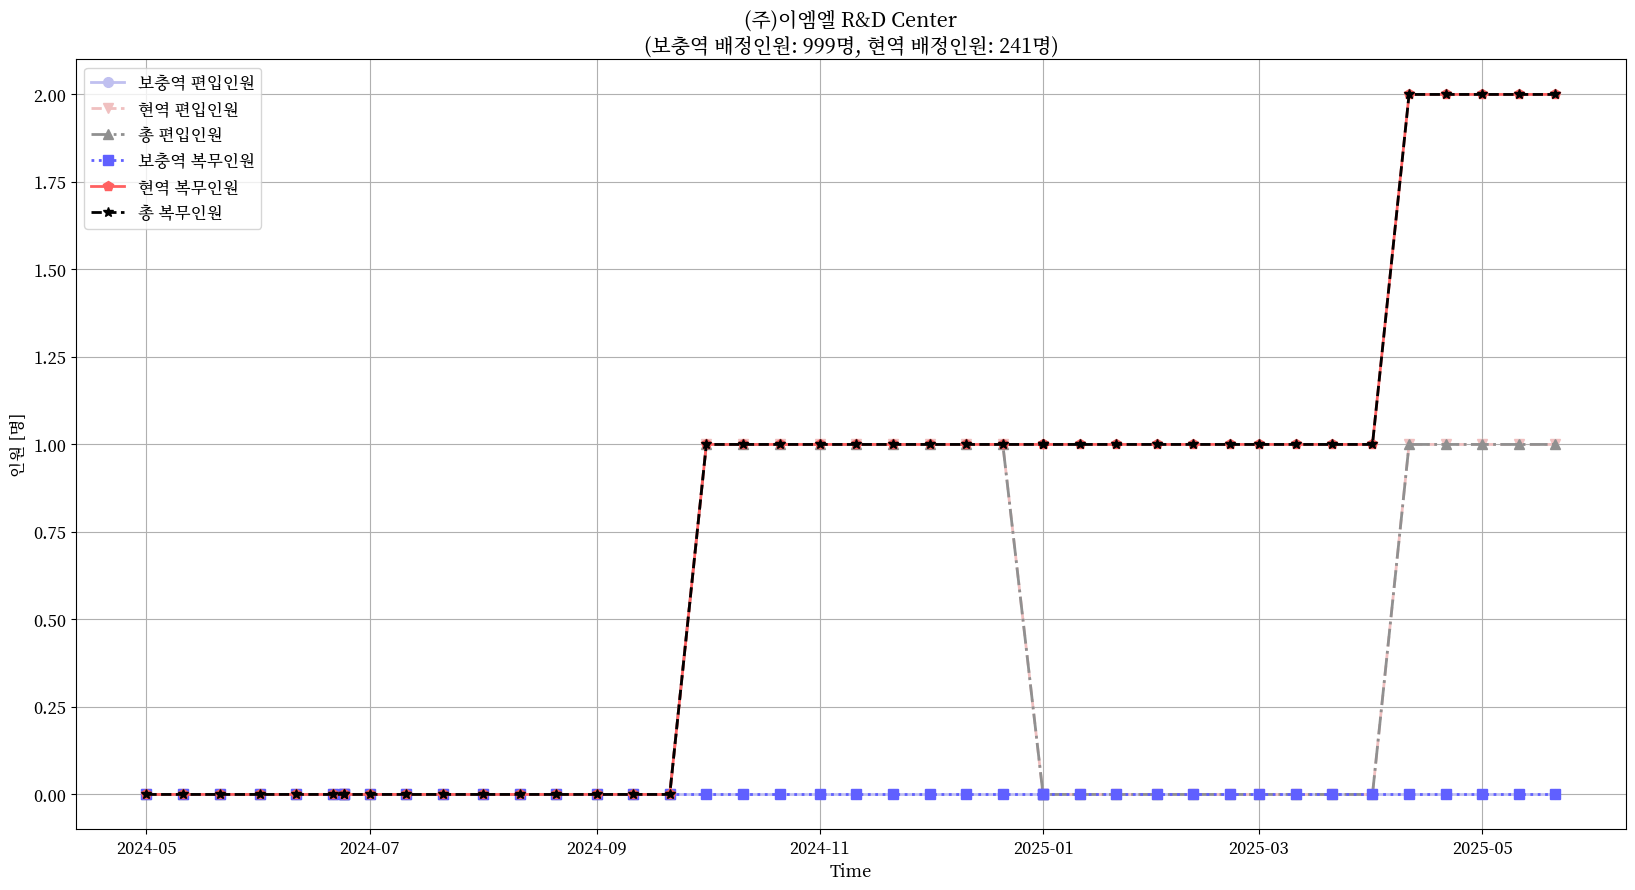 (주)이엠엘 R&D Center
(보충역 배정인원: 999명, 현역 배정인원: 241명)
보충역 편입인원
현역 편입인원
총 편입인원
보충역 복무인원
현역 복무인원
총 복무인원
인원 [명]
2.00
1.75
1.50
1.25
1.00
0.75
0.50
0.25
0.00
2024-05
2024-07
2024-09
2024-11
2025-01
2025-03
2025-05
Time